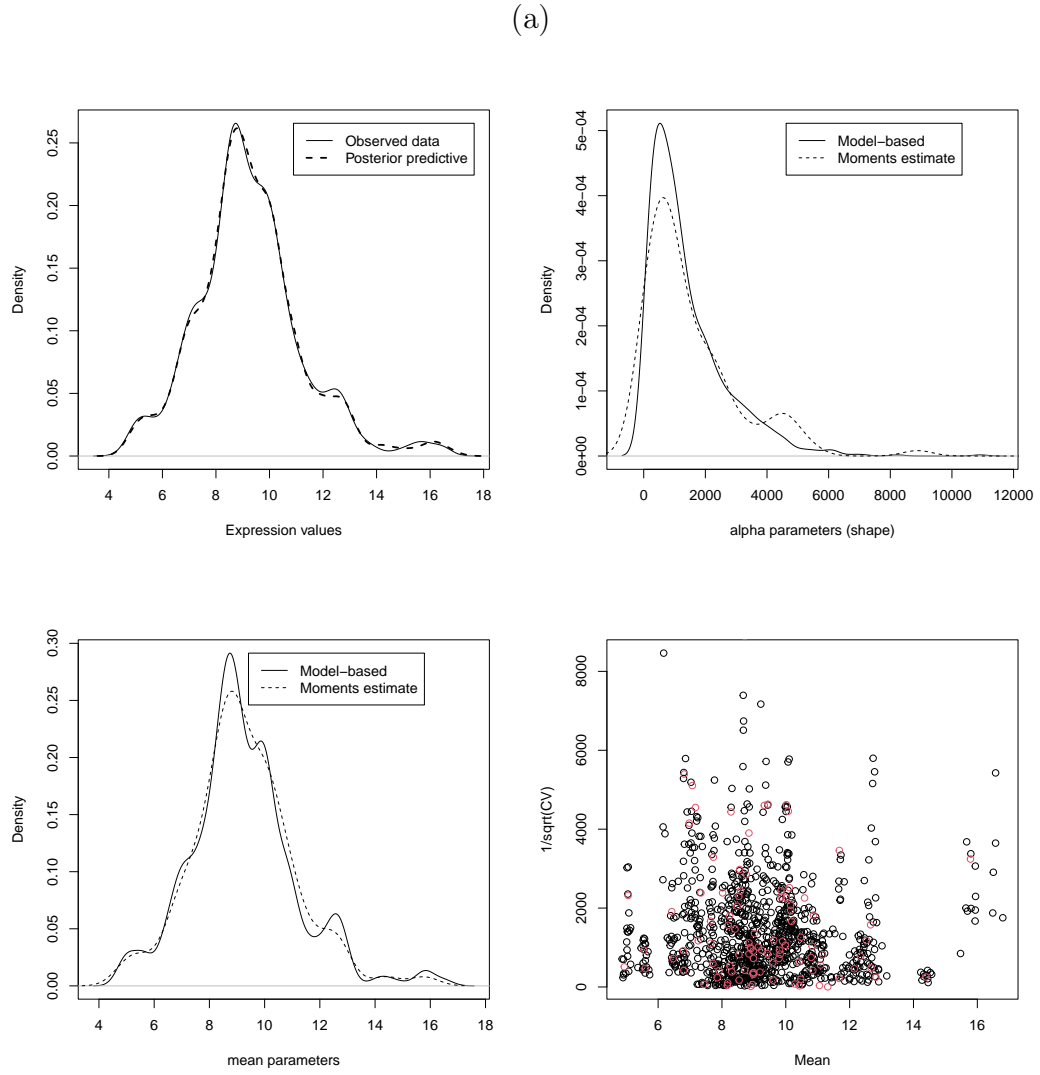 (a)
Observed data
Posterior predictive
Density
0.00
0.05
0.10
0.15
0.20
0.25
4 6 8 10 12 14 16 18
Expression values
Model−based
Moments estimate
Density
0e+00
1e−04
2e−04
3e−04
4e−04
5e−04
0 2000 4000 6000 8000 10000 12000
alpha parameters (shape)
Model−based
Moments estimate
Density
0.00
0.05
0.10
0.15
0.20
0.25
0.30
4 6 8 10 12 14 16 18
mean parameters
1/sqrt(CV)
0
2000
4000
6000
8000
6 8 10 12 14 16
Mean